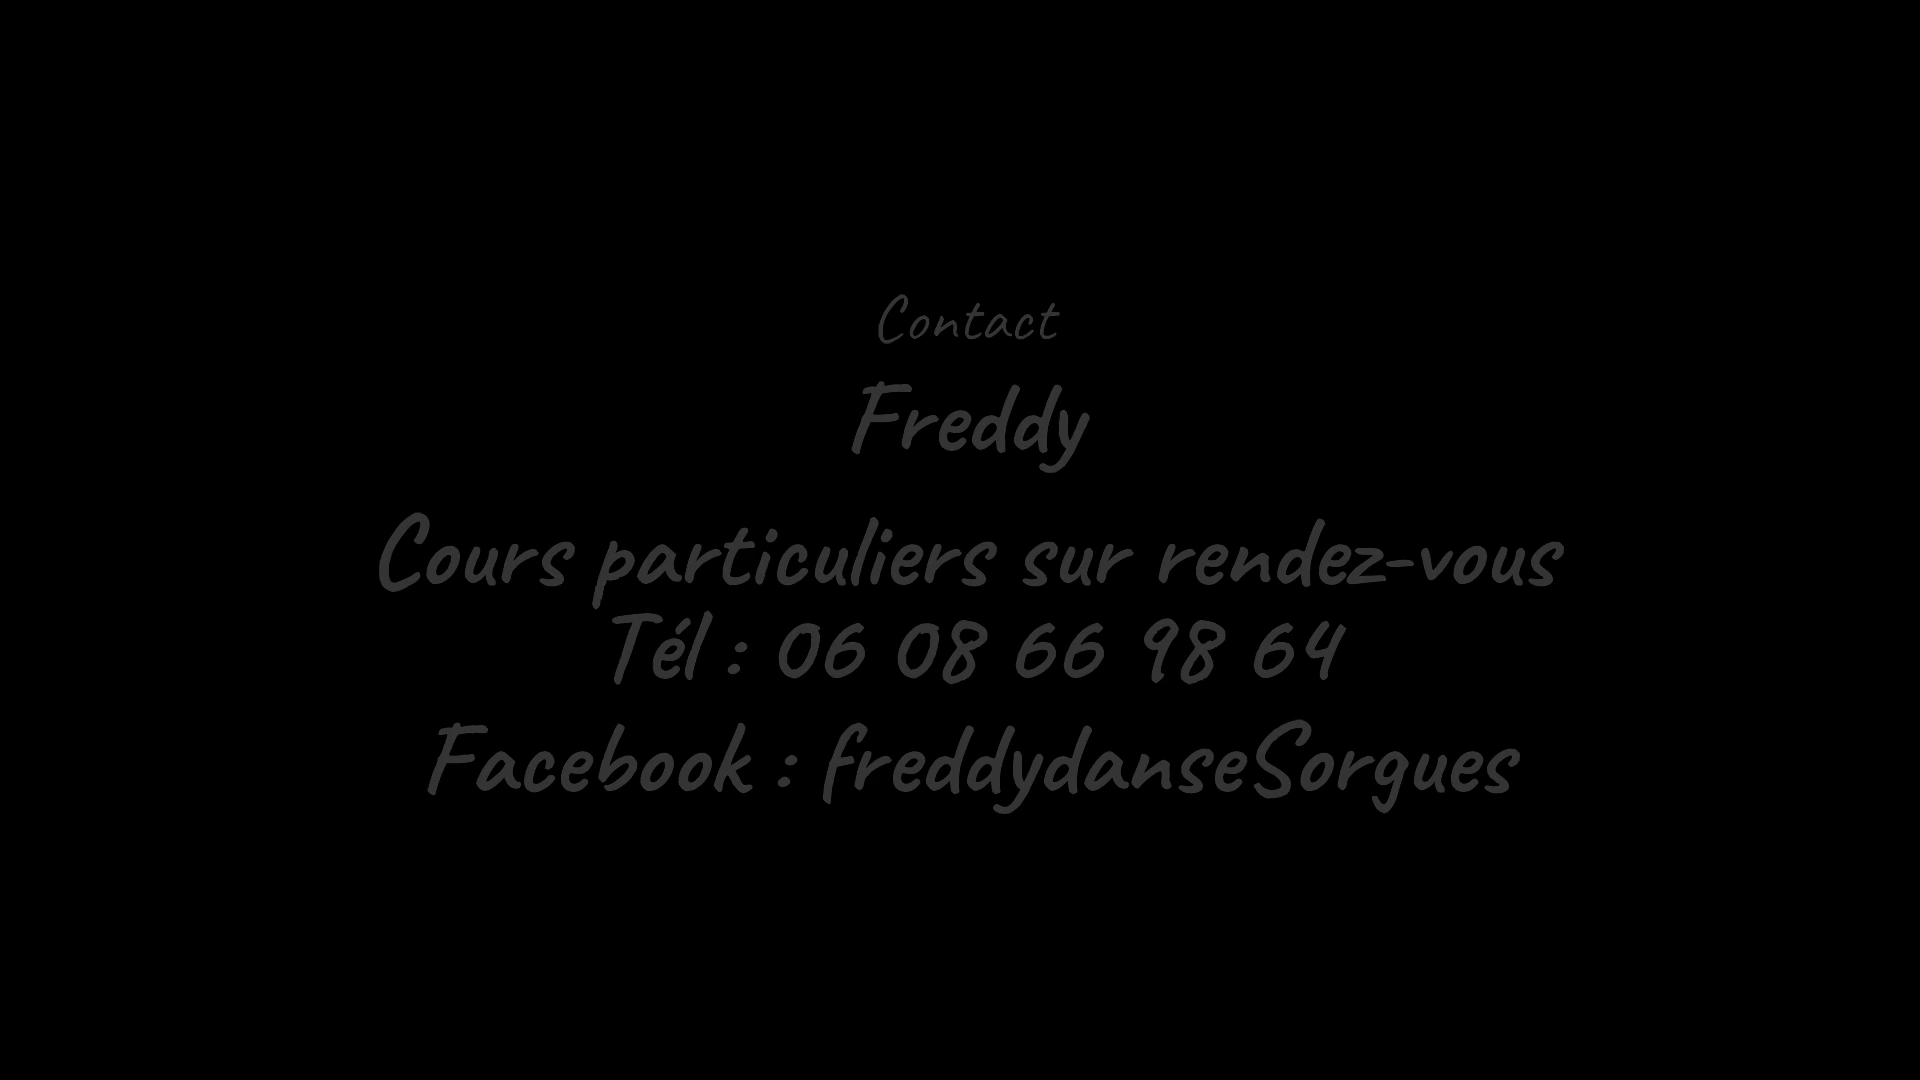 Contact
Freddy
Cours particuliers sur rendez-vous
Tél : 06 08 66 98 64
Facebook : freddydanseSorgues